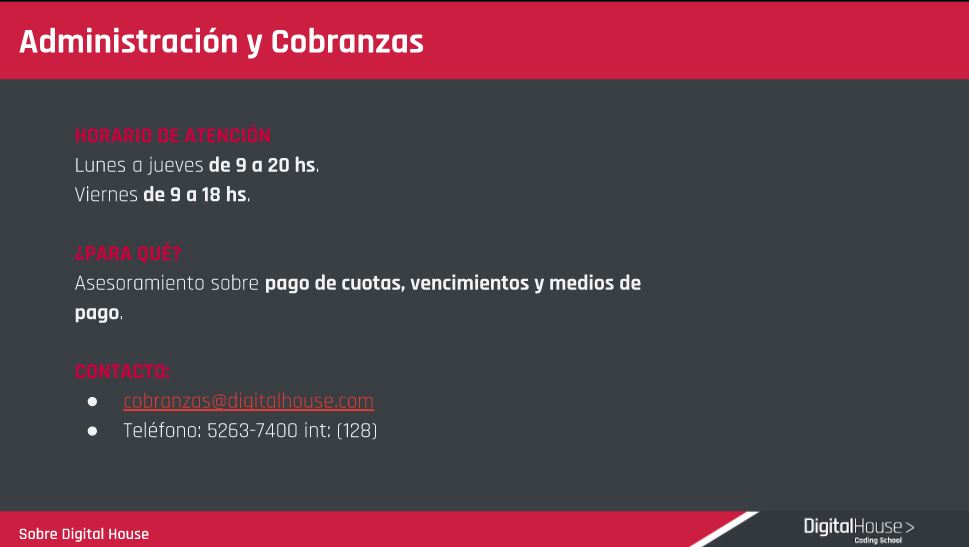 Administración y Cobranzas
HORARIO DE ATENCIÓN
Lunes a jueves de 9 a 20 hs.
Viernes de 9 a 18 hs.
¿PARA QUÉ?
Asesoramiento sobre pago de cuotas, vencimientos y medios de
pago.
CONTACTO:
● cobranzas@digitalhouse.com
● Teléfono: 5263-7400 int: (128)
Sobre Digital House
DigitalHouse>
Coding School